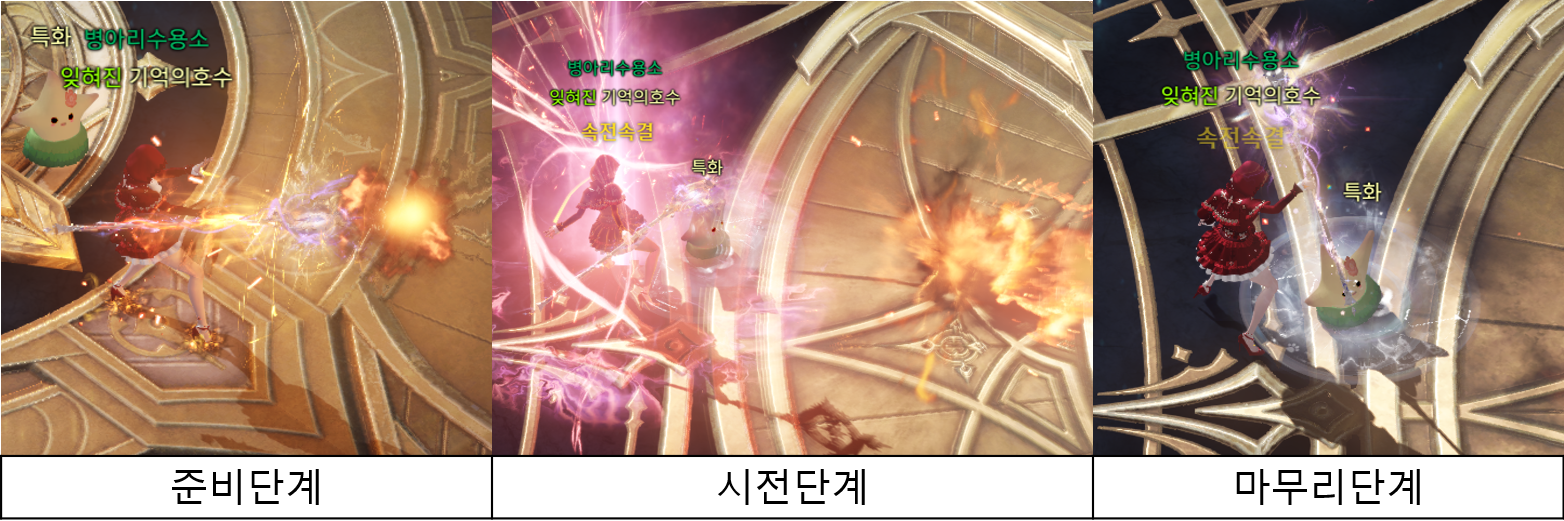 특화 병아리수용소
잊혀진 기억의호수
병아리수용소
잊혀진 기억의호수
속전속결
특화
병아리수용소
잊혀진 기억의호수
속전속결
특화
준비단계
시전단계
마무리단계